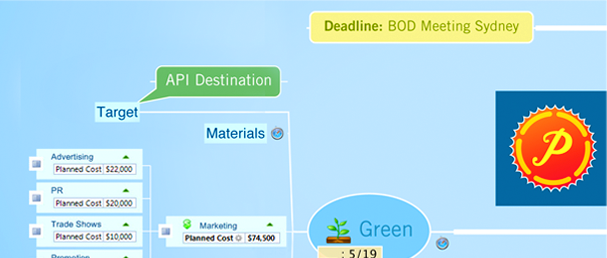 Deadline: BOD Meeting Sydney
API Destination
Target
Materials
P
Advertising
Planned Cost $22,000
PR
Planned Cost $20,000
Trade Shows
Planned Cost $10,000
Marketing
Planned Cost $74,500
Green
: 5/19